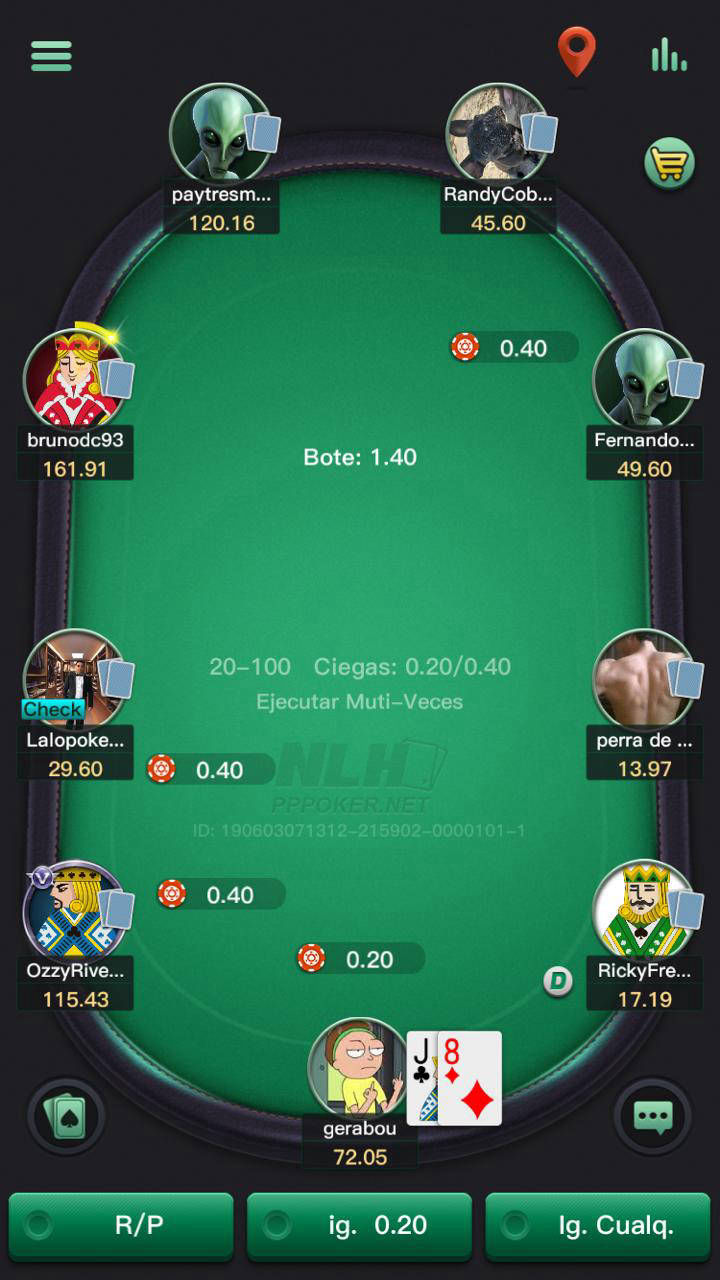 paytresm...
120.16
RandyCob...
45.60
0.40
brunodc93
161.91
Fernando...
49.60
Bote: 1.40
20-100 Ciegas: 0.20/0.40
Ejecutar Muti-Veces
Check
Lalopoke...
29.60
perra de ...
13.97
0.40
NLH
PPPOKER.NET
ID: 190603071312-215902-0000101-1
V
OzzyRive...
115.43
0.40
0.20
D
RickyFre...
17.19
J 8
gerabou
72.05
R/P
ig. 0.20
Ig. Cualq.